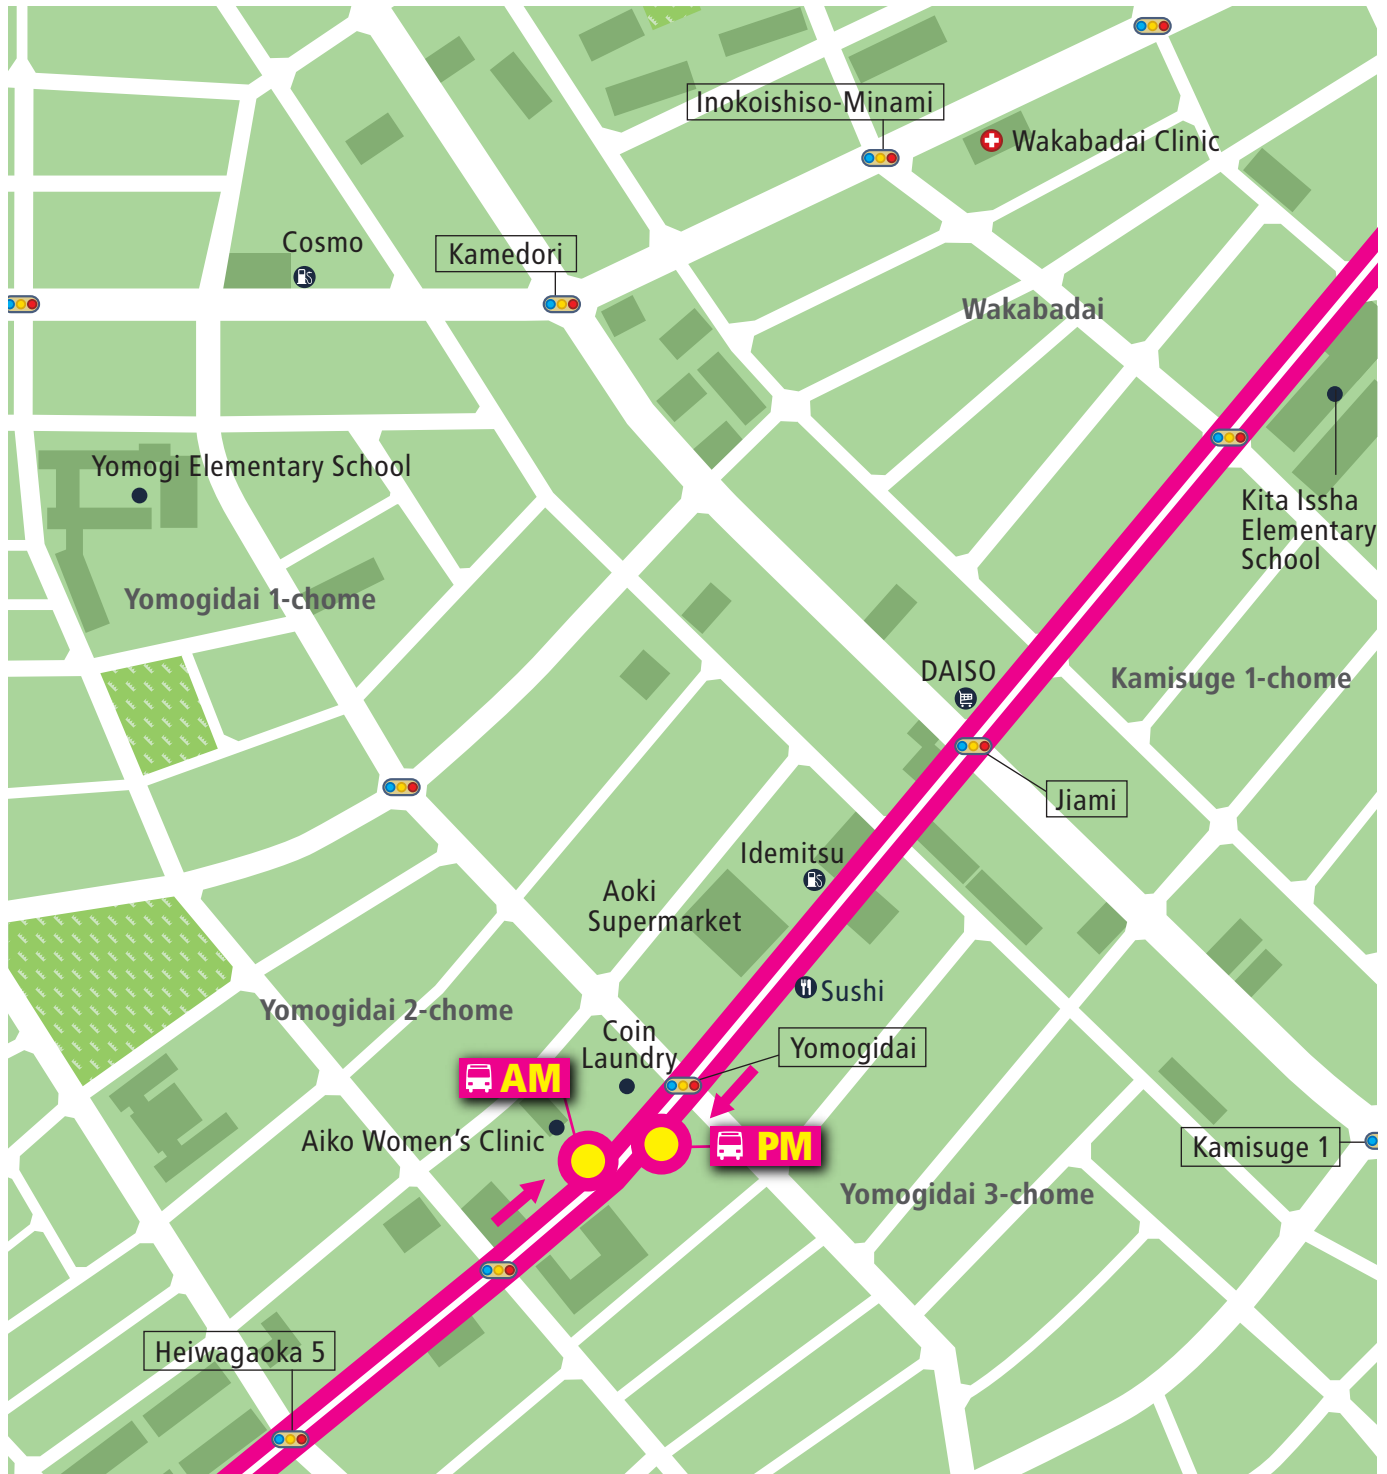 Inokoishiso-Minami
Wakabadai Clinic
Cosmo
Kamedori
Wakabadai
Yomogi Elementary School
Kita Issha
Elementary
School
Yomogidai 1-chome
DAISO
Kamisuge 1-chome
Jiami
Idemitsu
Aoki
Supermarket
Sushi
Yomogidai 2-chome
Coin
Laundry
Yomogidai
AM
Aiko Women's Clinic
PM
Kamisuge 1
Yomogidai 3-chome
Heiwagaoka 5